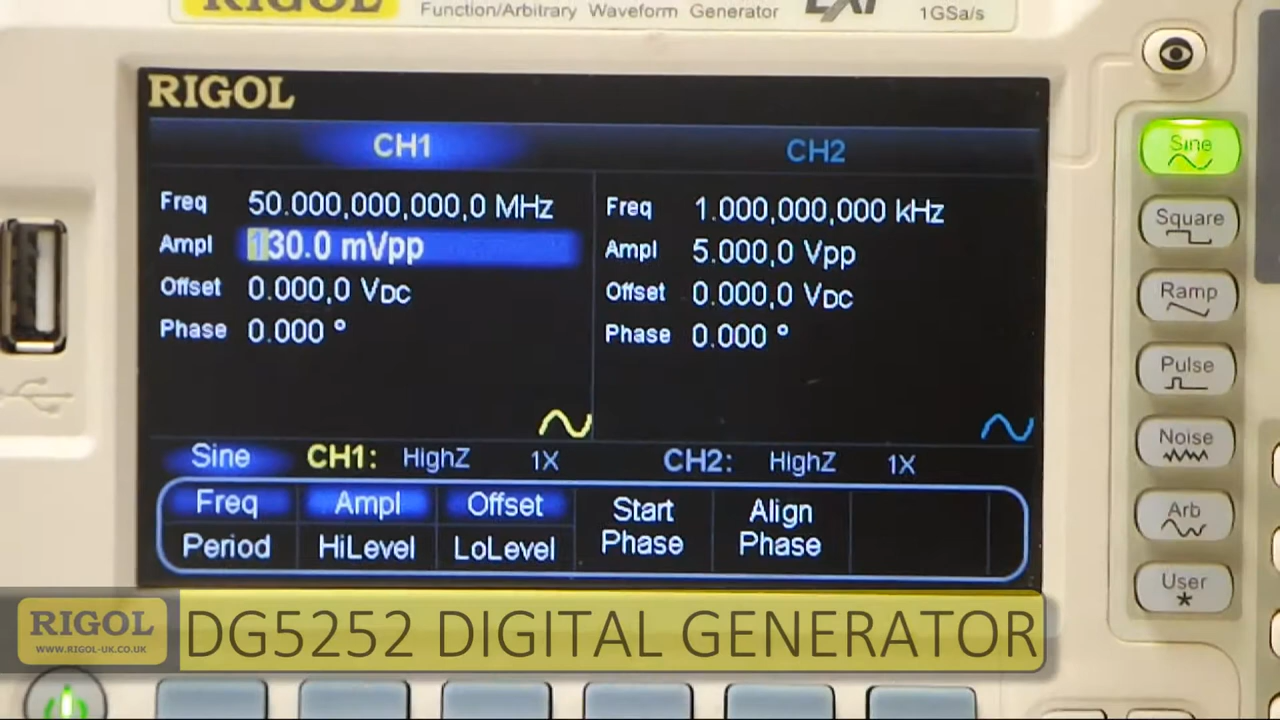 RIGOL
Function/Arbitrary Waveform Generator
LXI
1GSa/s
RIGOL
CH1
CH2
Freq 50.000,000,000,0 MHz
Ampl 130.0 mVpp
Offset 0.000,0 VDC
Phase 0.000 °
Freq 1.000,000,000 kHz
Ampl 5.000,0 Vpp
Offset 0.000,0 VDC
Phase 0.000 °
Sine CH1: HighZ 1X CH2: HighZ 1X
Freq Ampl Offset Start Align
Period HiLevel LoLevel Phase Phase
Sine
Square
Ramp
Pulse
Noise
Arb
User
RIGOL
WWW.RIGOL-UK.CO.UK
DG5252 DIGITAL GENERATOR